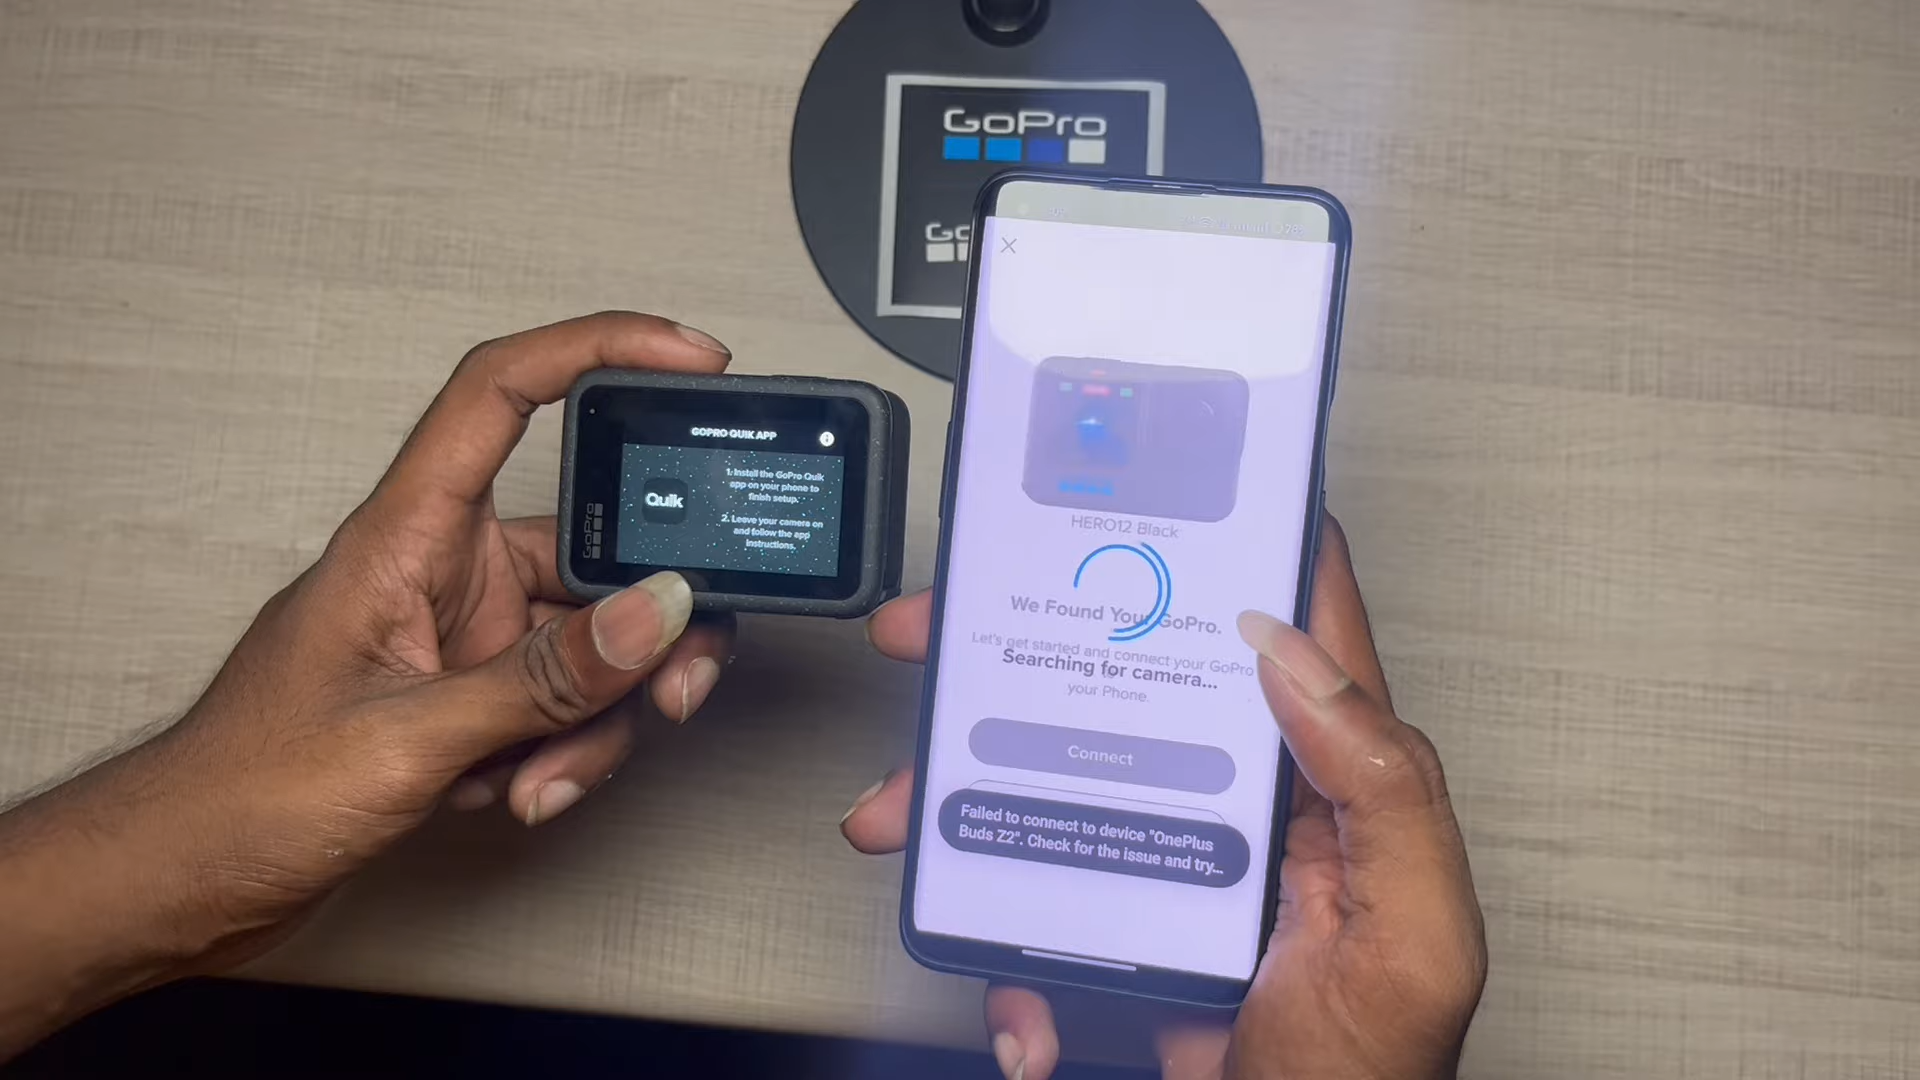 GoPro
Go
GoPro
GOPRO QUIK APP
Quik
1. Install the GoPro Quik
app on your phone to
finish setup.
2. Leave your camera on
and follow the app
instructions.
HERO12 Black
We Found Your GoPro.
Let's get started and connect your GoPro
to
Searching for camera...
your Phone.
Connect
Failed to connect to device "OnePlus
Buds Z2". Check for the issue and try...